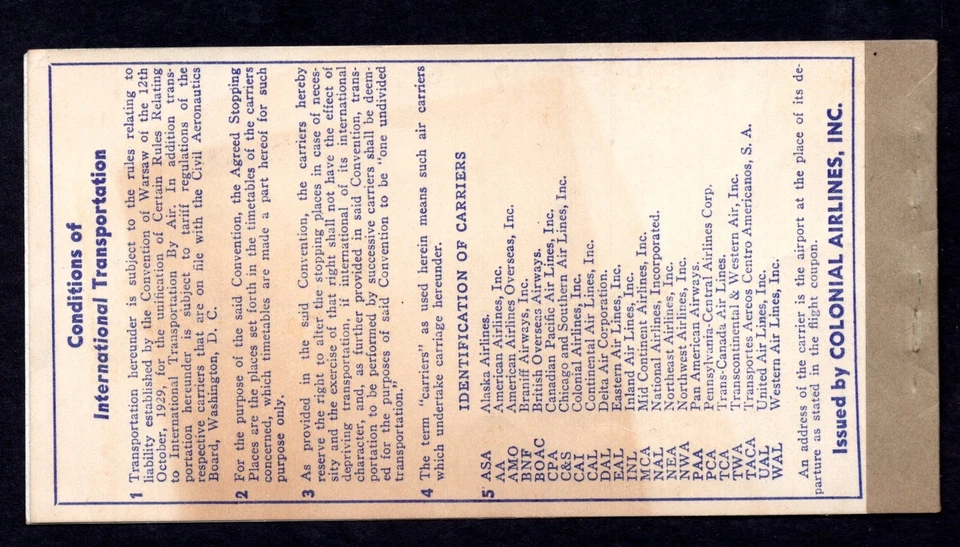 Conditions of
International Transportation
1 Transportation hereunder is subject to the rules relating to
liability established by the Convention of Warsaw of the 12th
October, 1929, for the unification of Certain Rules Relating
to International Transportation By Air. In addition trans-
portation hereunder is subject to tariff regulations of the
respective carriers that are on file with the Civil Aeronautics
Board, Washington, D. C.
2 For the purpose of the said Convention, the Agreed Stopping
Places are the places set forth in the timetables of the carriers
concerned, which timetables are made a part hereof for such
purpose only.
3 As provided in the said Convention, the carriers hereby
reserve the right to alter the stopping places in case of neces-
sity and the exercise of that right shall not have the effect of
depriving transportation, if international of its international
character, and, as further provided in said Convention, trans-
portation to be performed by successive carriers shall be deem-
ed for the purposes of said Convention to be "one undivided
transportation."
4 The term "carriers" as used herein means such air carriers
which undertake carriage hereunder.
5 IDENTIFICATION OF CARRIERS
ASA Alaska Airlines.
AA American Airlines, Inc.
AMO American Airlines Overseas, Inc.
BNF Braniff Airways, Inc.
BOAC British Overseas Airways.
CPA Canadian Pacific Air Lines, Inc.
C&S Chicago and Southern Air Lines, Inc.
CAI Colonial Airlines, Inc.
CAL Continental Air Lines, Inc.
DAL Delta Air Corporation.
EAL Eastern Air Lines, Inc.
INL Inland Air Lines, Inc.
MCA Mid Continent Airlines, Inc.
NAL National Airlines, Incorporated.
NEA Northeast Airlines, Inc.
NWA Northwest Airlines, Inc.
PAA Pan American Airways.
PCA Pennsylvania-Central Airlines Corp.
TCA Trans-Canada Air Lines.
TWA Transcontinental & Western Air, Inc.
TACA Transportes Aereos Centro Americanos, S. A.
UAL United Air Lines, Inc.
WAL Western Air Lines, Inc.
An address of the carrier is the airport at the place of its de-
parture as stated in the flight coupon.
Issued by COLONIAL AIRLINES, INC.